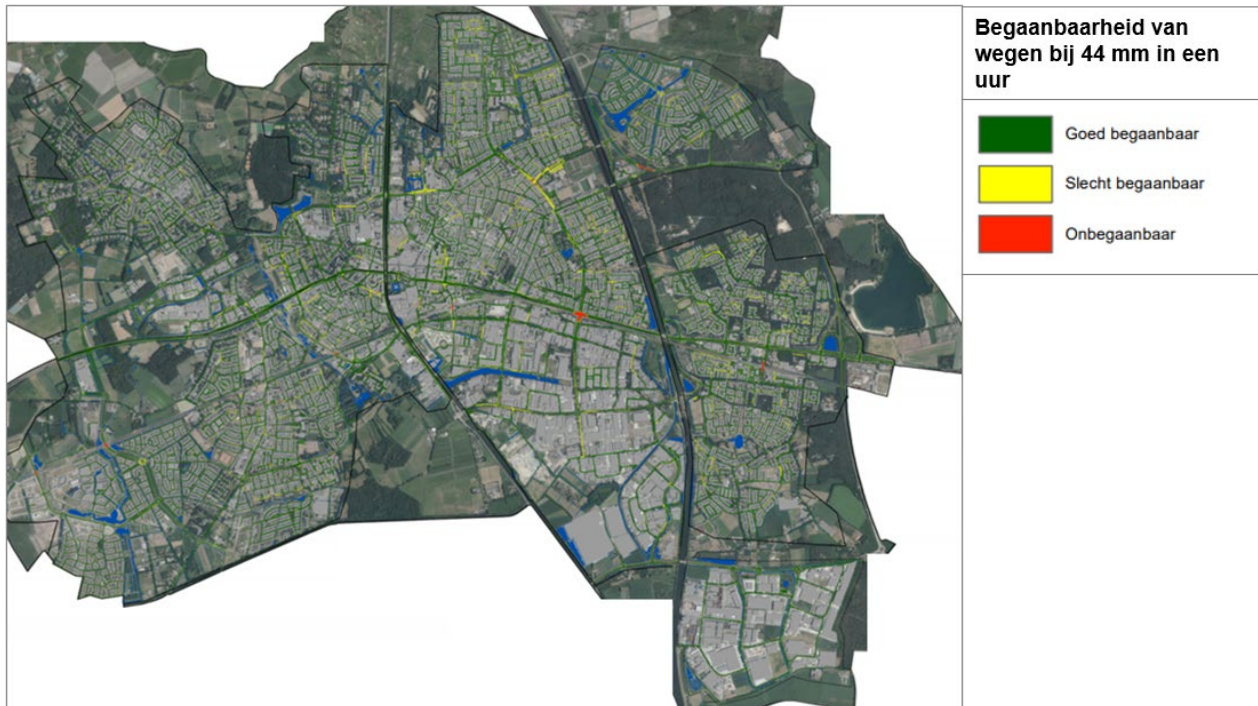 Begaanbaarheid van
wegen bij 44 mm in een
uur
Goed begaanbaar
Slecht begaanbaar
Onbegaanbaar